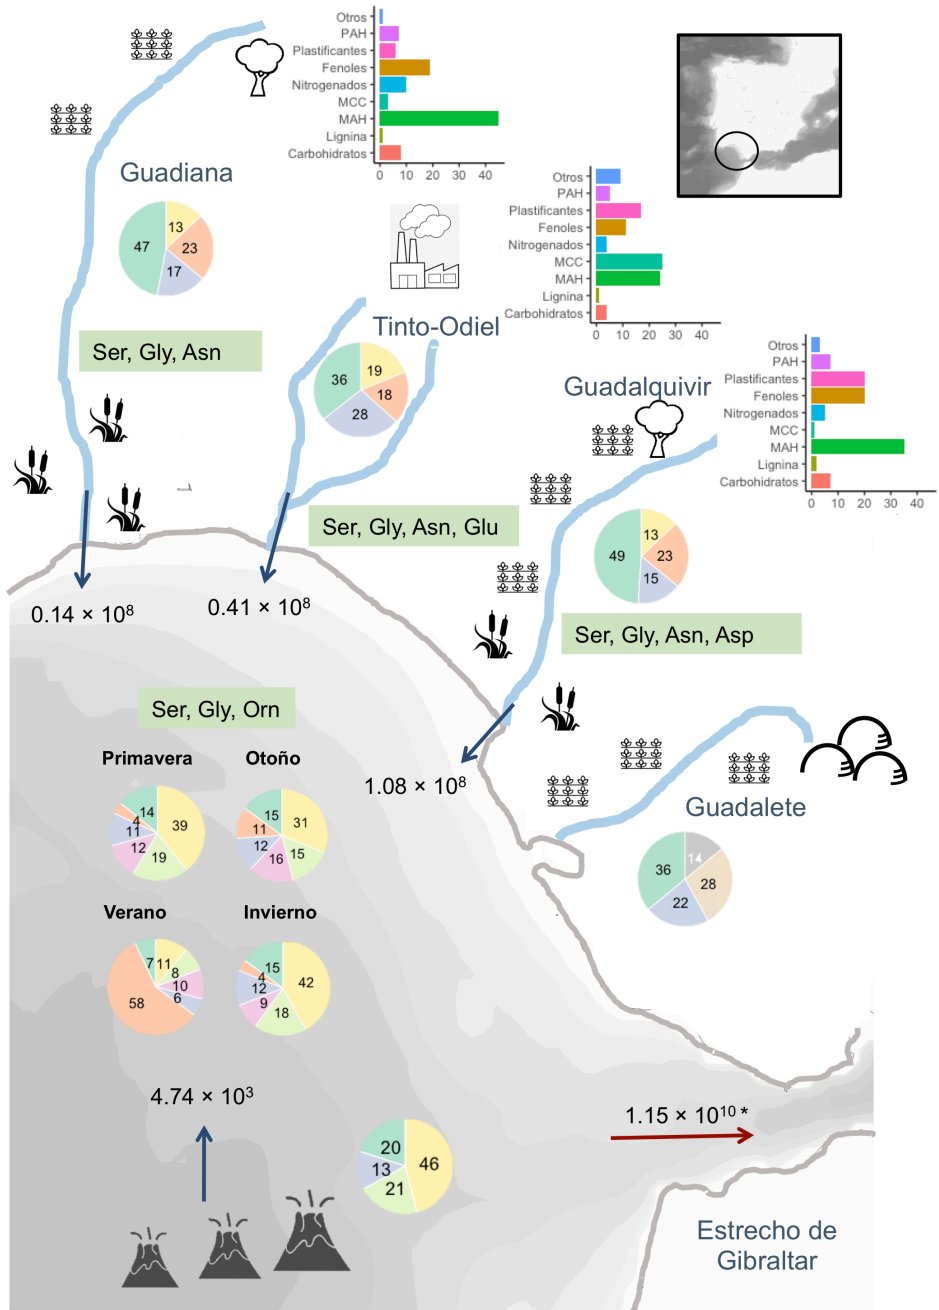 Otros
PAH
Plastificantes
Fenoles
Nitrogenados
MCC
MAH
Lignina
Carbohidratos
0 10 20 30 40
Guadiana
13
23
17
47
Ser, Gly, Asn
Otros
PAH
Plastificantes
Fenoles
Nitrogenados
MCC
MAH
Lignina
Carbohidratos
0 10 20 30 40
Tinto-Odiel
19
18
28
36
Ser, Gly, Asn, Glu
Guadalquivir
Otros
PAH
Plastificantes
Fenoles
Nitrogenados
MCC
MAH
Lignina
Carbohidratos
0 10 20 30 40
13
23
15
49
Ser, Gly, Asn, Asp
0.14 × 10⁸
0.41 × 10⁸
1.08 × 10⁸
Guadalete
14
28
22
36
Ser, Gly, Orn
Primavera
39
19
12
11
4
14
Otoño
31
15
16
12
11
15
Verano
11
8
10
6
58
7
Invierno
42
18
9
12
4
15
4.74 × 10³
46
21
13
20
1.15 × 10¹⁰ *
Estrecho de
Gibraltar